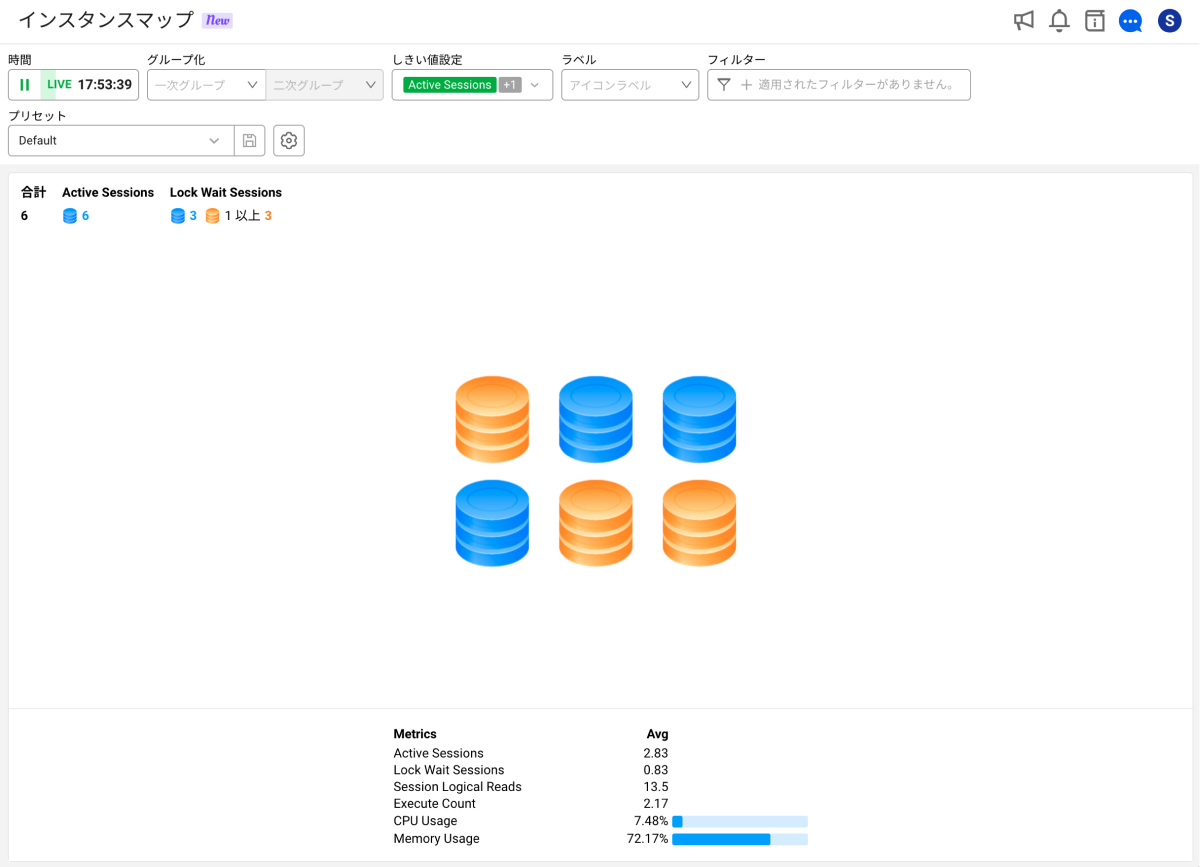 インスタンスマップ New
S
時間 グループ化 しきい値設定 ラベル フィルター
LIVE 17:53:39 一次グループ 二次グループ Active Sessions +1 アイコンラベル 適用されたフィルターがありません。
プリセット
Default
合計 Active Sessions Lock Wait Sessions
6 6 3 1 以上 3
Metrics Avg
Active Sessions 2.83
Lock Wait Sessions 0.83
Session Logical Reads 13.5
Execute Count 2.17
CPU Usage 7.48%
Memory Usage 72.17%